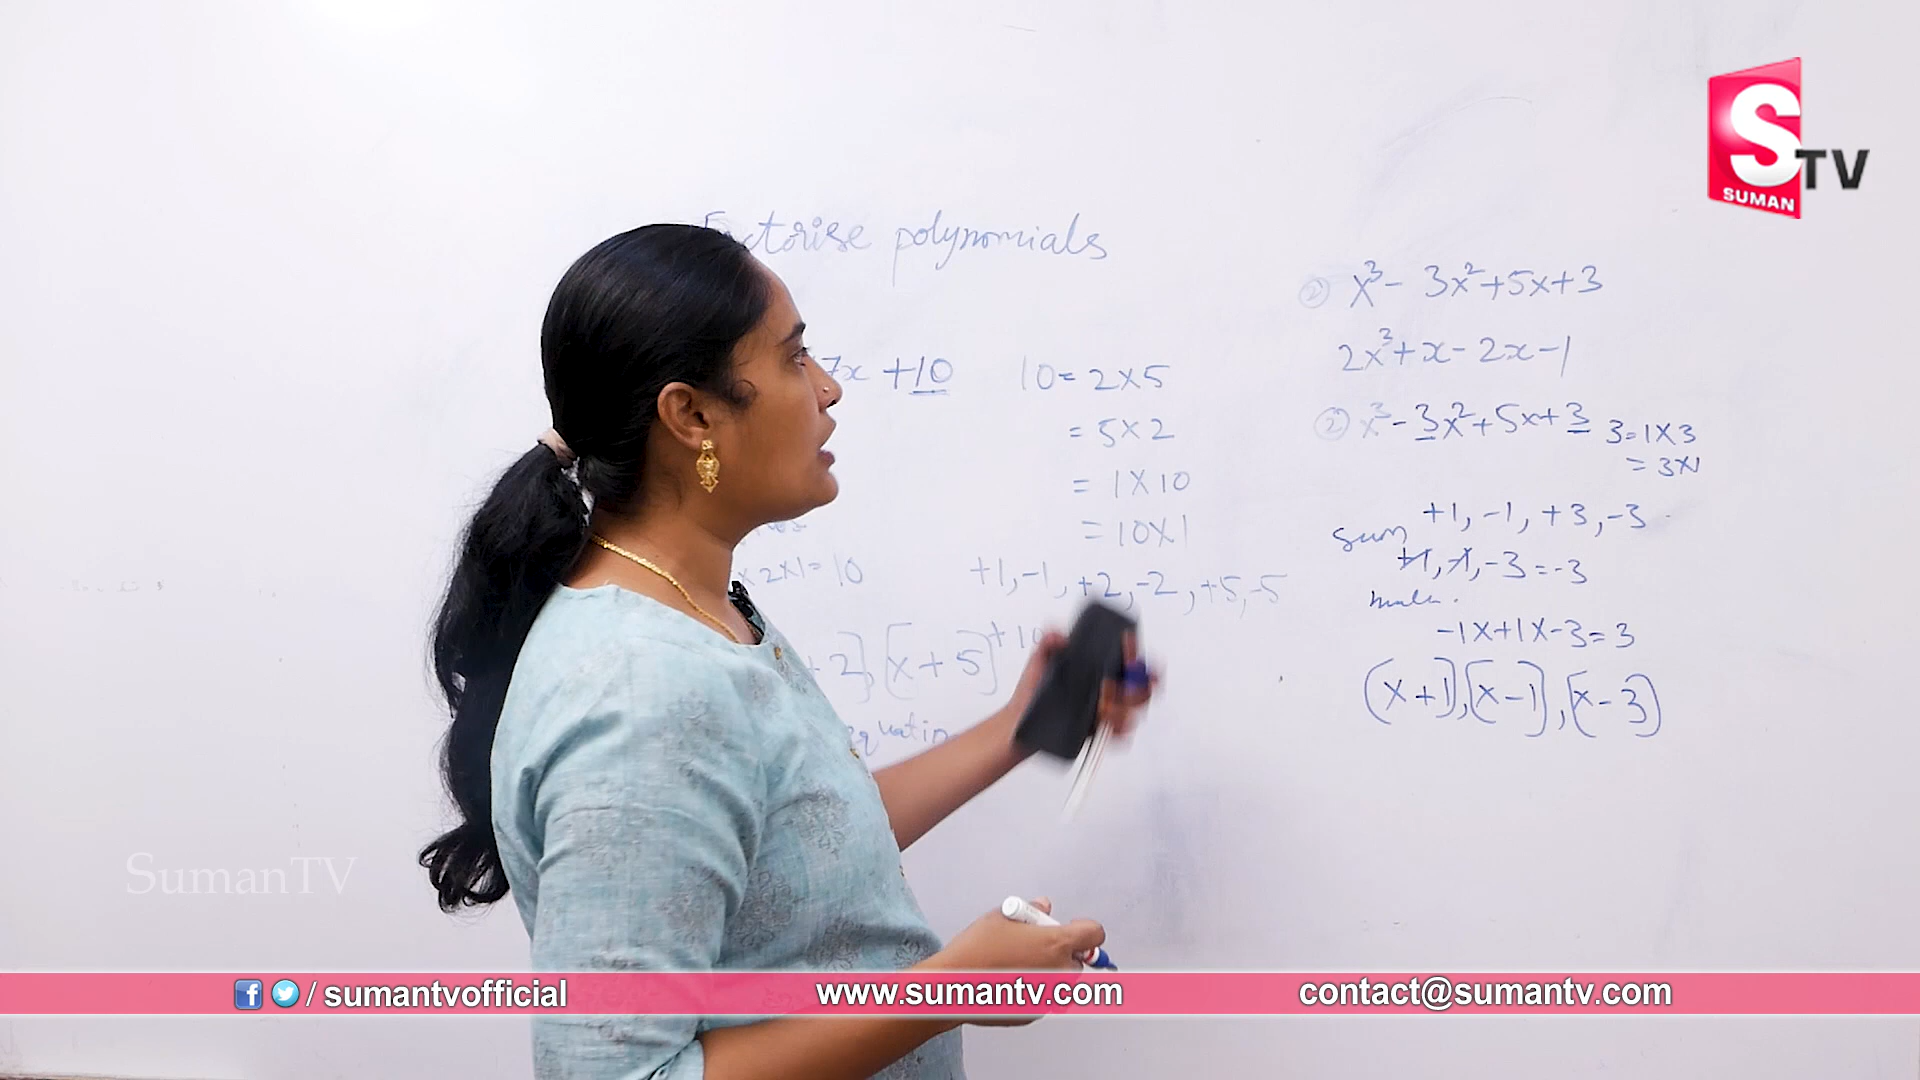 S
TV
SUMAN
Factorise polynomials
7x + 10
10 = 2 x 5
= 5 x 2
= 1 x 10
= 10 x 1
x 2 x 1 = 10
+1, -1, +2, -2, +5, -5
+ 10
+ 2), (x + 5)
equation
② x³ - 3x² + 5x + 3
2x³ + x - 2x - 1
② x³ - 3x² + 5x + 3
3 = 1 x 3
= 3 x 1
+1, -1, +3, -3
Sum
+1, -1, -3 = -3
-1 x +1 x -3 = 3
(x + 1), (x - 1), (x - 3)
SumanTV
/ sumantvofficial
www.sumantv.com
contact@sumantv.com